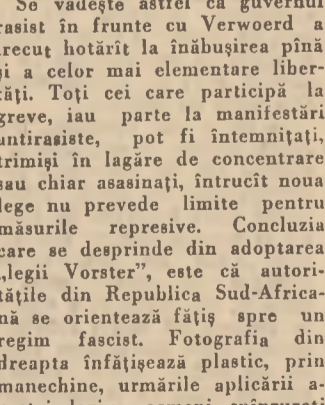 Se vădește astfel că guvernul
rasist în frunte cu Verwoerd a
trecut hotărît la înăbușirea pînă
și a celor mai elementare liber-
tăți. Toți cei care participă la
greve, iau parte la manifestări
antirasiste, pot fi întemnițați,
trimiși în lagăre de concentrare
sau chiar asasinați, întrucît noua
lege nu prevede limite pentru
măsurile represive. Concluzia
care se desprinde din adoptarea
„legii Vorster”, este că autori-
tățile din Republica Sud-Africa-
nă se orientează fățiș spre un
regim fascist. Fotografia din
dreapta înfățișează plastic, prin
manechine, urmările aplicării a-